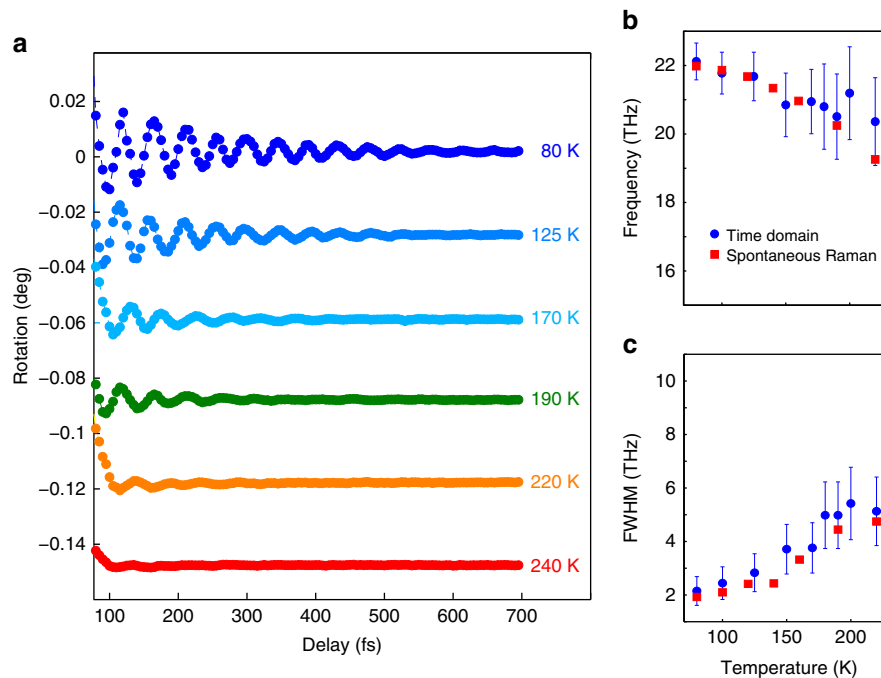 a
0.02
0
−0.02
−0.04
−0.06
−0.08
−0.1
−0.12
−0.14
Rotation (deg)
80 K
125 K
170 K
190 K
220 K
240 K
100 200 300 400 500 600 700
Delay (fs)
b
22
20
18
16
Frequency (THz)
Time domain
Spontaneous Raman
c
10
8
6
4
2
FWHM (THz)
100 150 200
Temperature (K)